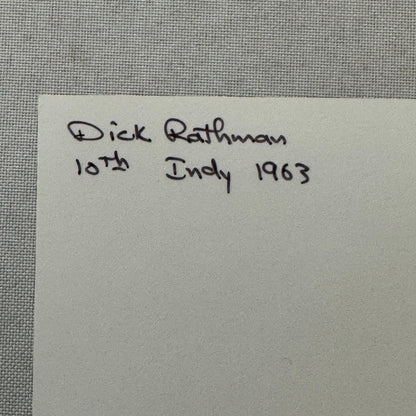 Dick Rathman
10Th Indy 1963